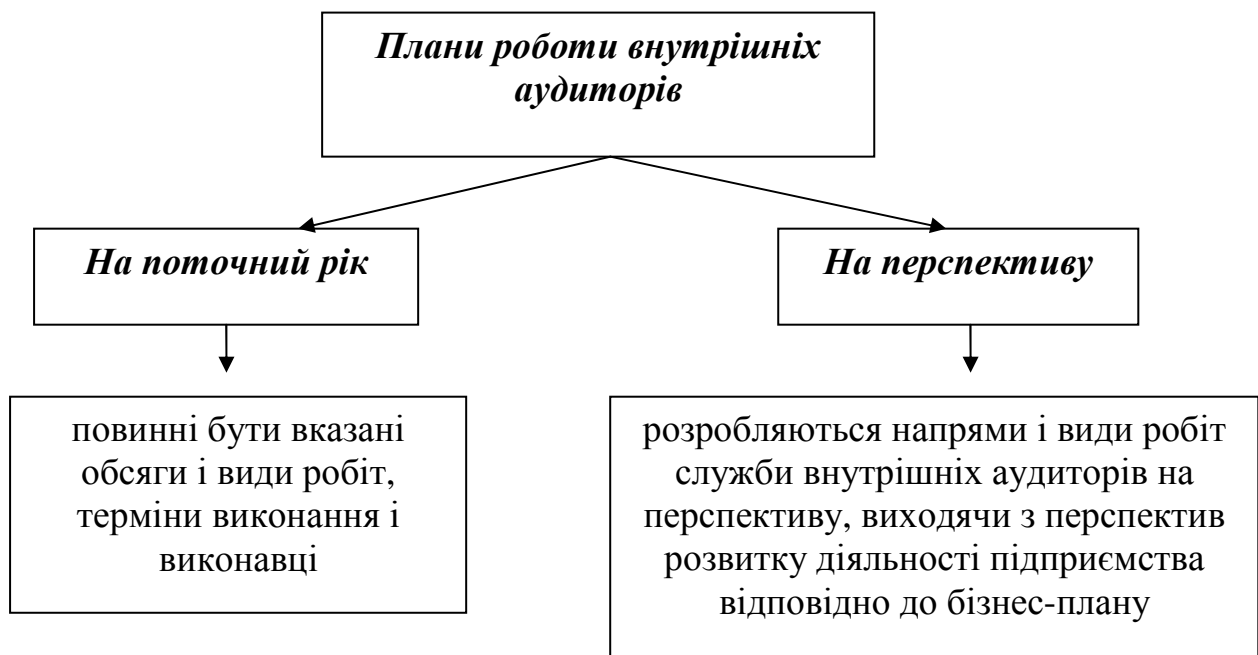 Плани роботи внутрішніх
аудиторів
На поточний рік
На перспективу
повинні бути вказані
обсяги і види робіт,
терміни виконання і
виконавці
розробляються напрями і види робіт
служби внутрішніх аудиторів на
перспективу, виходячи з перспектив
розвитку діяльності підприємства
відповідно до бізнес-плану